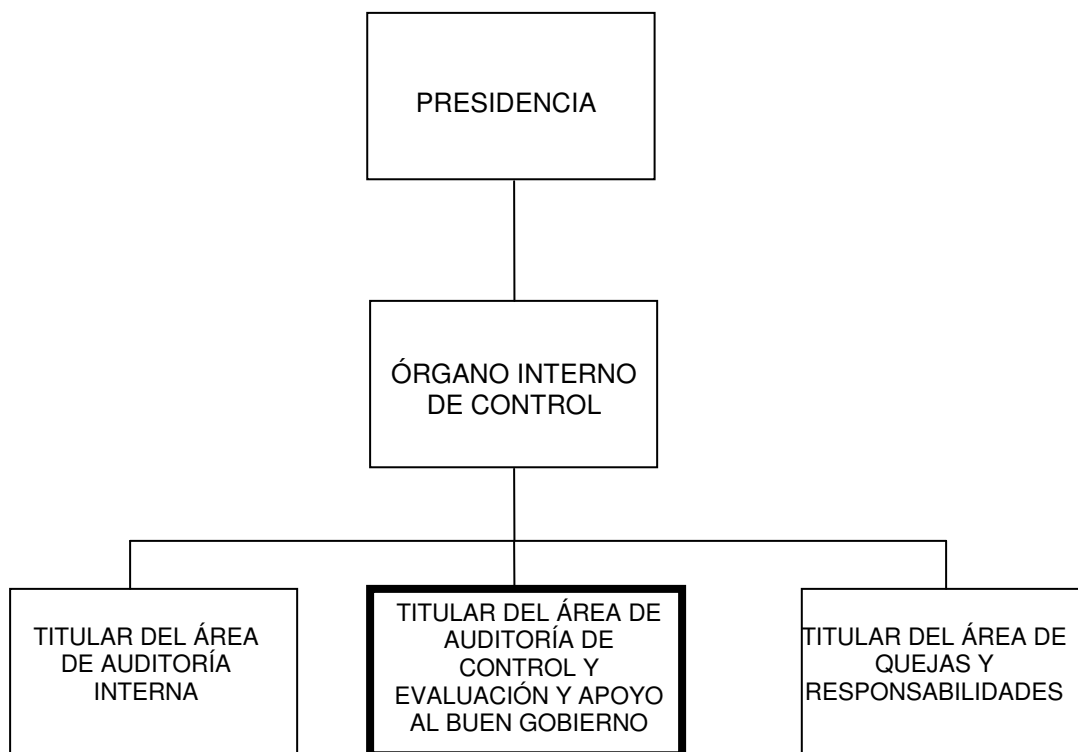 PRESIDENCIA
ÓRGANO INTERNO
DE CONTROL
TITULAR DEL ÁREA
DE AUDITORÍA
INTERNA
TITULAR DEL ÁREA DE
AUDITORÍA DE
CONTROL Y
EVALUACIÓN Y APOYO
AL BUEN GOBIERNO
TITULAR DEL ÁREA DE
QUEJAS Y
RESPONSABILIDADES